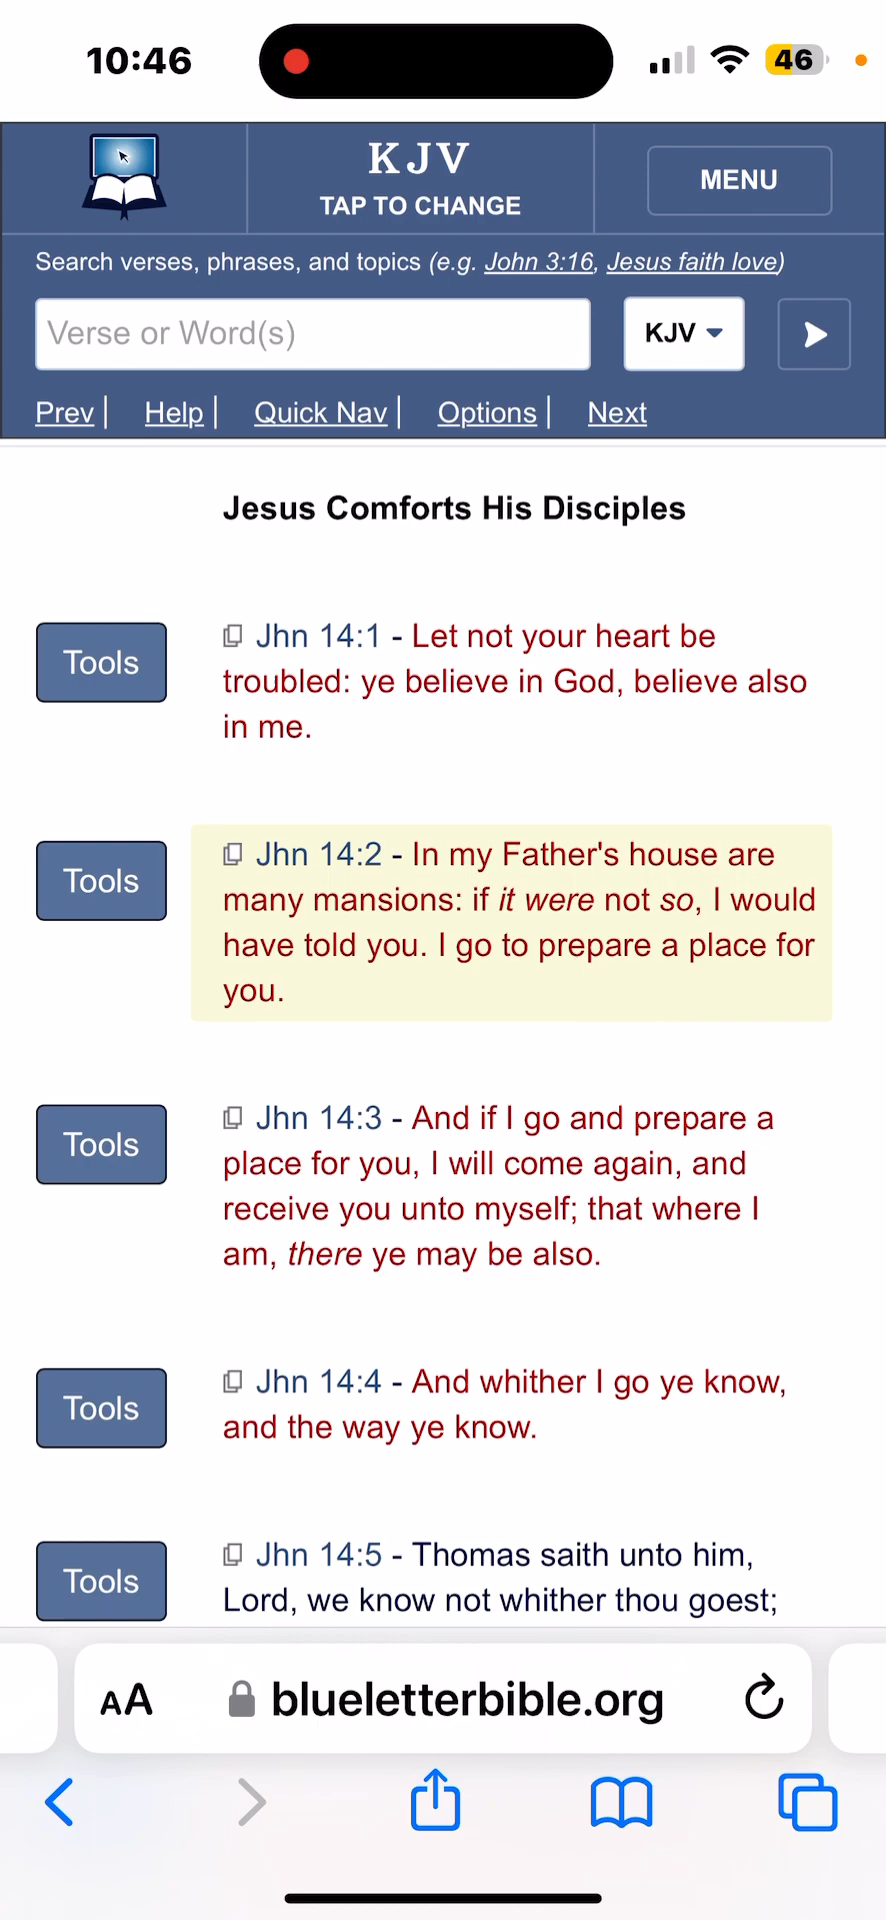 10:46
46
KJV
TAP TO CHANGE
MENU
Search verses, phrases, and topics (e.g. John 3:16, Jesus faith love)
Verse or Word(s)
KJV
Prev | Help | Quick Nav | Options | Next
Jesus Comforts His Disciples
Tools
Jhn 14:1 - Let not your heart be
troubled: ye believe in God, believe also
in me.
Tools
Jhn 14:2 - In my Father's house are
many mansions: if it were not so, I would
have told you. I go to prepare a place for
you.
Tools
Jhn 14:3 - And if I go and prepare a
place for you, I will come again, and
receive you unto myself; that where I
am, there ye may be also.
Tools
Jhn 14:4 - And whither I go ye know,
and the way ye know.
Tools
Jhn 14:5 - Thomas saith unto him,
Lord, we know not whither thou goest;
AA
blueletterbible.org